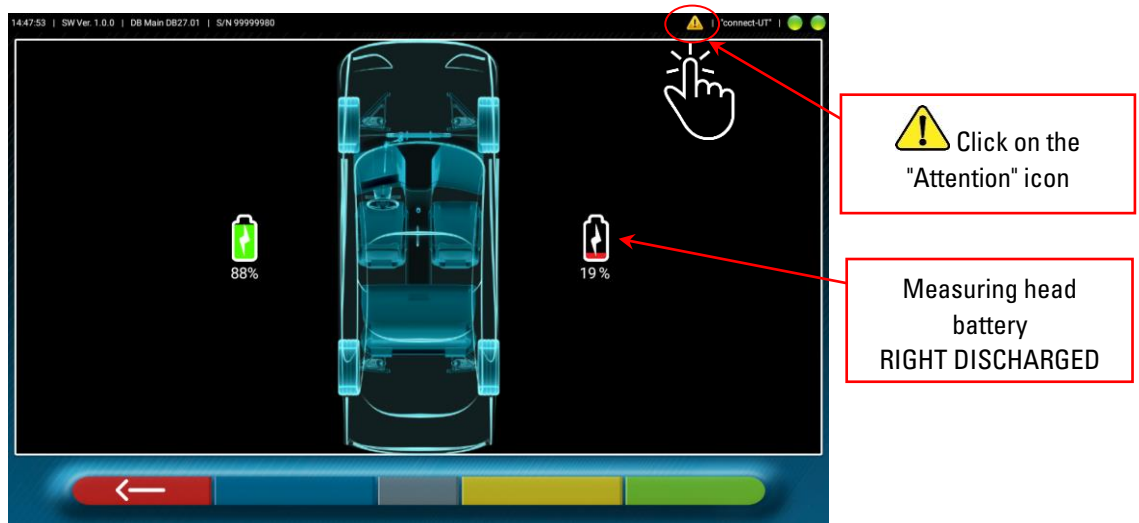 14:47:53 | SW Ver. 1.0.0 | DB Main DB27.01 | S/N 99999980
| "connect-UT" |
Click on the
"Attention" icon
88%
19 %
Measuring head
battery
RIGHT DISCHARGED